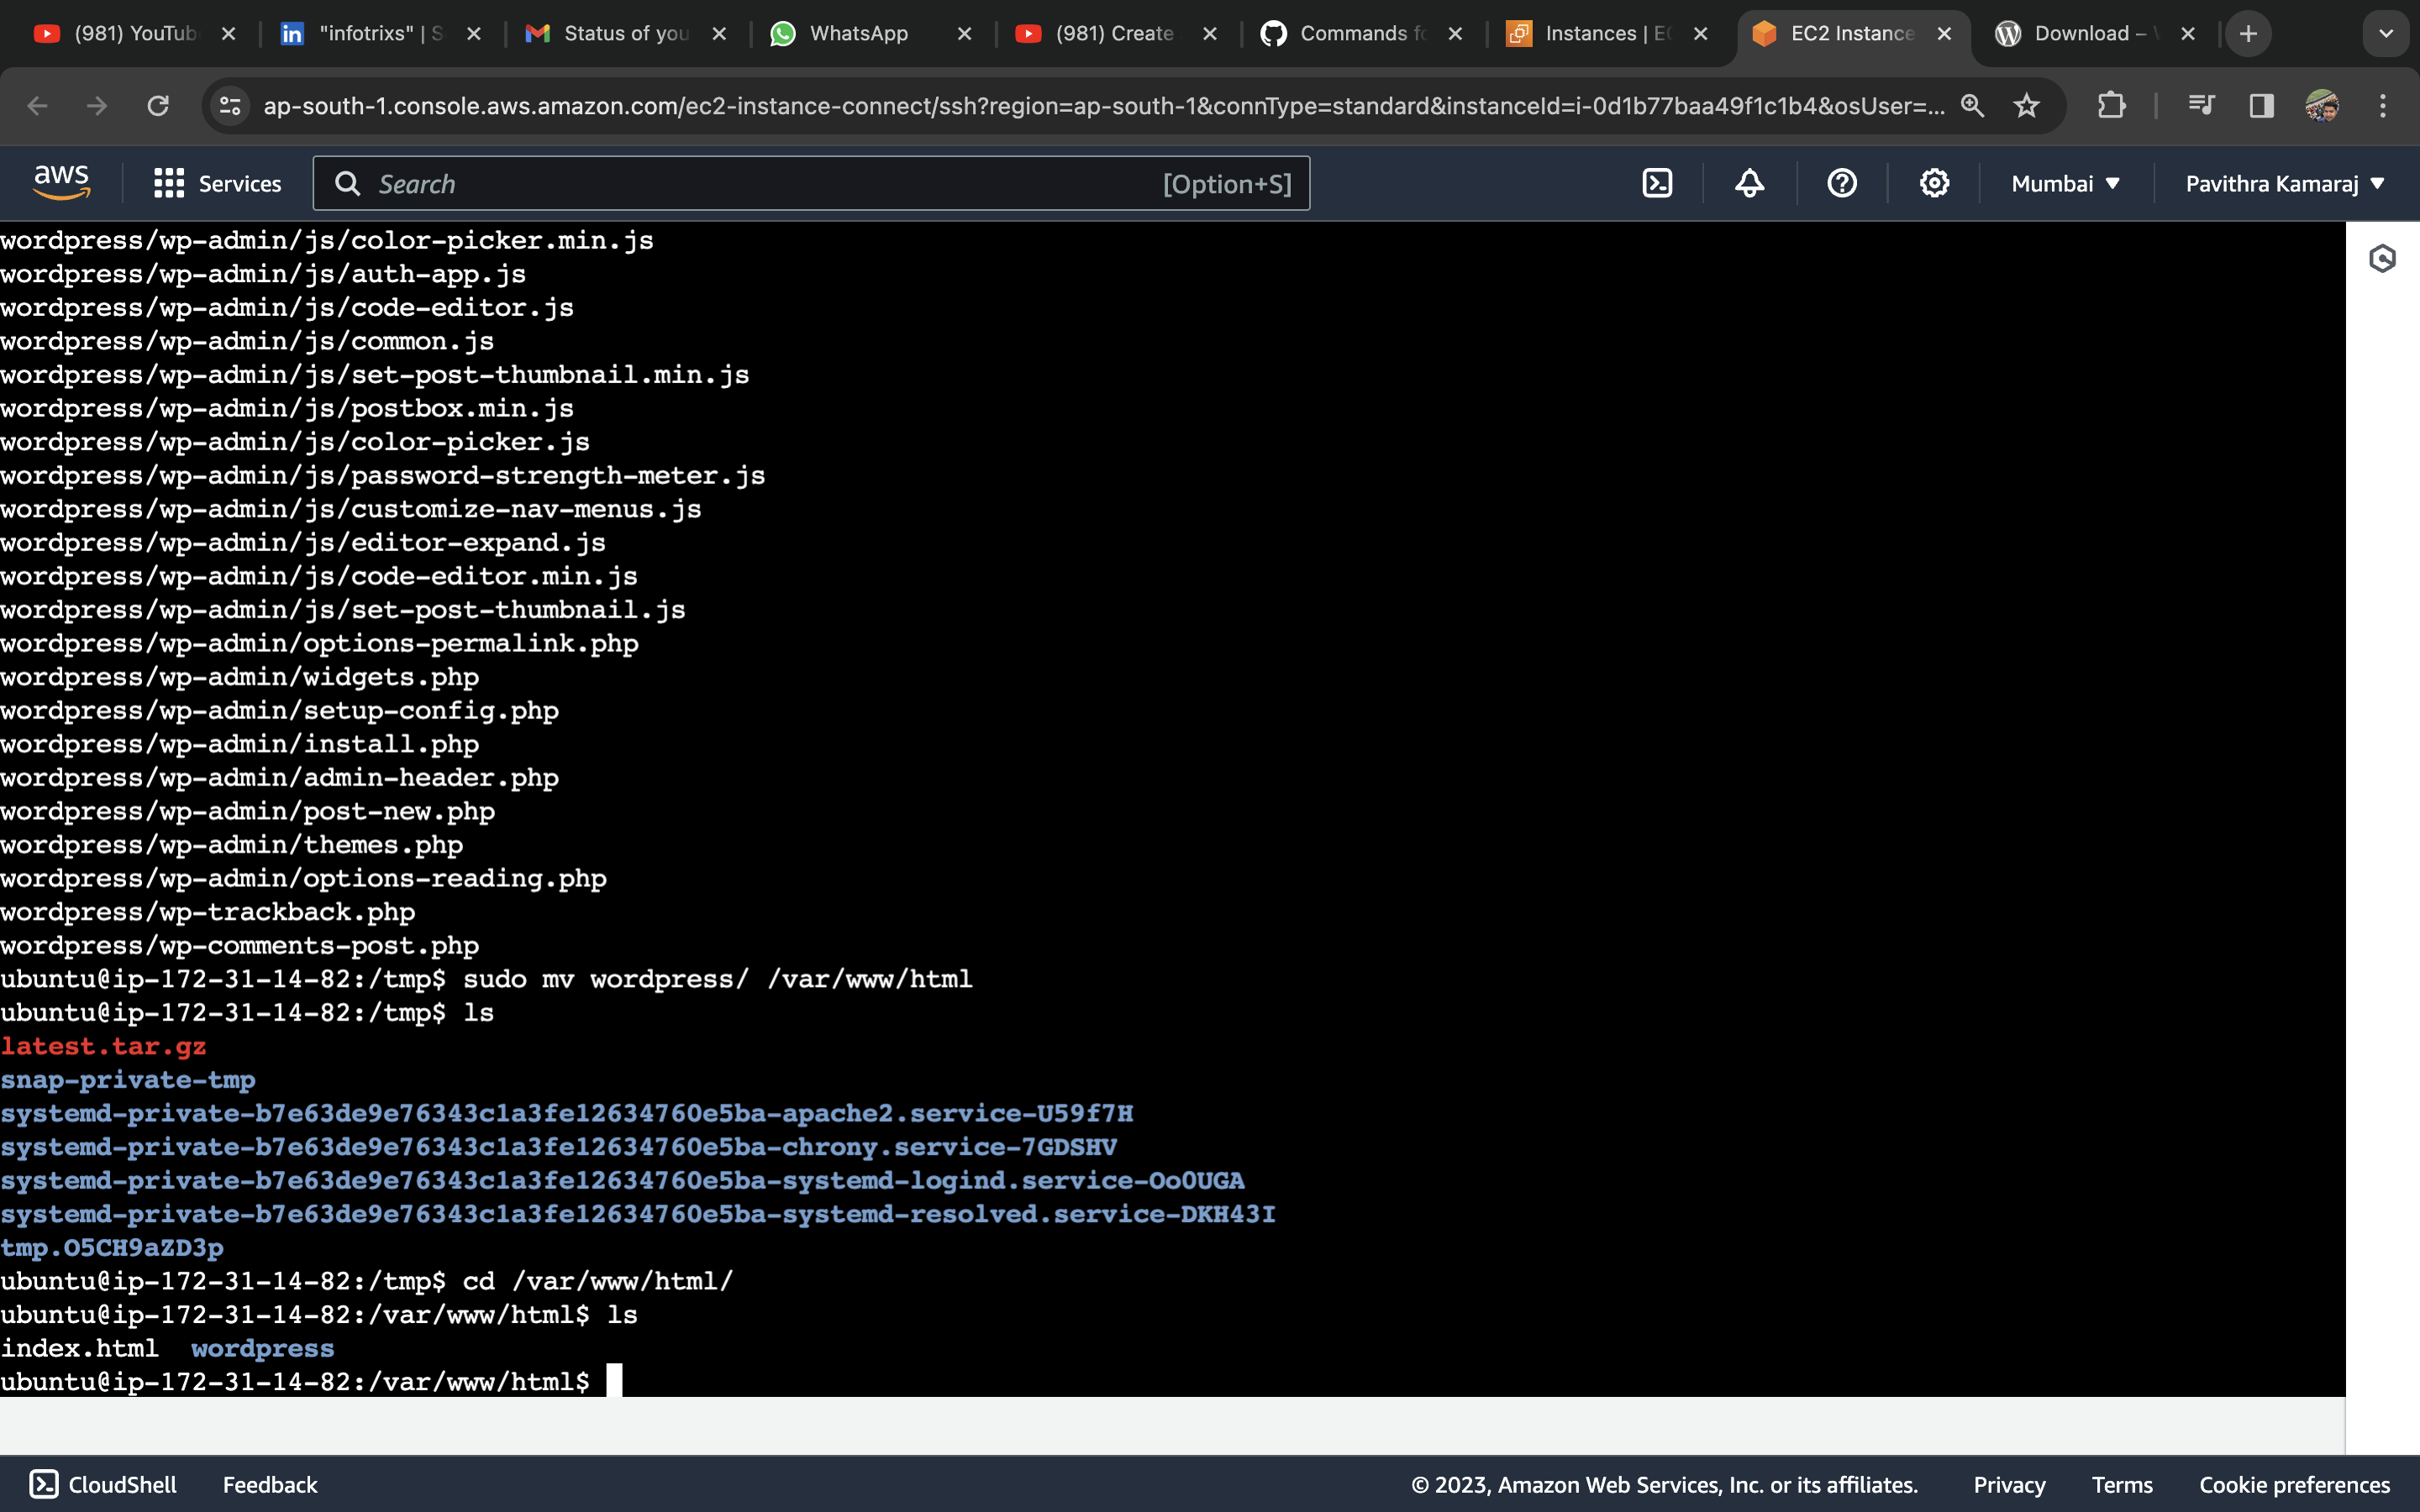 (981) YouTub
"infotrixs" | S
Status of you
WhatsApp
(981) Create
Commands fo
Instances | EC
EC2 Instance
Download –
ap-south-1.console.aws.amazon.com/ec2-instance-connect/ssh?region=ap-south-1&connType=standard&instanceId=i-0d1b77baa49f1c1b4&osUser=...
aws
Services
Search
[Option+S]
Mumbai
Pavithra Kamaraj
wordpress/wp-admin/js/color-picker.min.js
wordpress/wp-admin/js/auth-app.js
wordpress/wp-admin/js/code-editor.js
wordpress/wp-admin/js/common.js
wordpress/wp-admin/js/set-post-thumbnail.min.js
wordpress/wp-admin/js/postbox.min.js
wordpress/wp-admin/js/color-picker.js
wordpress/wp-admin/js/password-strength-meter.js
wordpress/wp-admin/js/customize-nav-menus.js
wordpress/wp-admin/js/editor-expand.js
wordpress/wp-admin/js/code-editor.min.js
wordpress/wp-admin/js/set-post-thumbnail.js
wordpress/wp-admin/options-permalink.php
wordpress/wp-admin/widgets.php
wordpress/wp-admin/setup-config.php
wordpress/wp-admin/install.php
wordpress/wp-admin/admin-header.php
wordpress/wp-admin/post-new.php
wordpress/wp-admin/themes.php
wordpress/wp-admin/options-reading.php
wordpress/wp-trackback.php
wordpress/wp-comments-post.php
ubuntu@ip-172-31-14-82:/tmp$ sudo mv wordpress/ /var/www/html
ubuntu@ip-172-31-14-82:/tmp$ ls
latest.tar.gz
snap-private-tmp
systemd-private-b7e63de9e76343c1a3fe12634760e5ba-apache2.service-U59f7H
systemd-private-b7e63de9e76343c1a3fe12634760e5ba-chrony.service-7GDSHV
systemd-private-b7e63de9e76343c1a3fe12634760e5ba-systemd-logind.service-Oo0UGA
systemd-private-b7e63de9e76343c1a3fe12634760e5ba-systemd-resolved.service-DKH43I
tmp.O5CH9aZD3p
ubuntu@ip-172-31-14-82:/tmp$ cd /var/www/html/
ubuntu@ip-172-31-14-82:/var/www/html$ ls
index.html  wordpress
ubuntu@ip-172-31-14-82:/var/www/html$
CloudShell
Feedback
© 2023, Amazon Web Services, Inc. or its affiliates.
Privacy
Terms
Cookie preferences